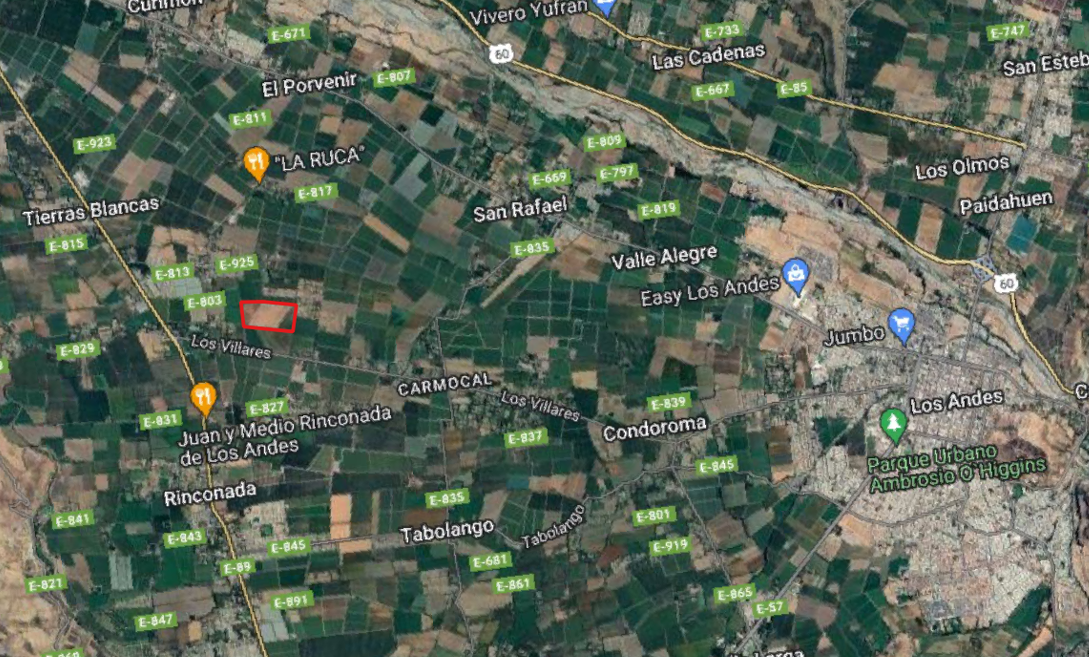 Curimón
Vivero Yufran
E-671
E-733
E-747
60
Las Cadenas
San Esteb
El Porvenir
E-807
E-667
E-85
E-811
E-923
E-809
"LA RUCA"
E-669
E-797
Los Olmos
E-817
Paidahuen
Tierras Blancas
San Rafael
E-819
E-815
E-835
Valle Alegre
E-925
E-813
Easy Los Andes
60
E-803
Jumbo
Los Villares
E-829
CARMOCAL
Los Villares
Los Andes
E-839
E-827
E-831
Juan y Medio Rinconada
de Los Andes
Condoroma
E-837
Parque Urbano
Ambrosio O'Higgins
E-845
Rinconada
E-835
E-841
E-801
Tabolango
Tabolango
E-843
E-845
E-919
E-89
E-681
E-821
E-861
E-891
E-865
E-57
E-847